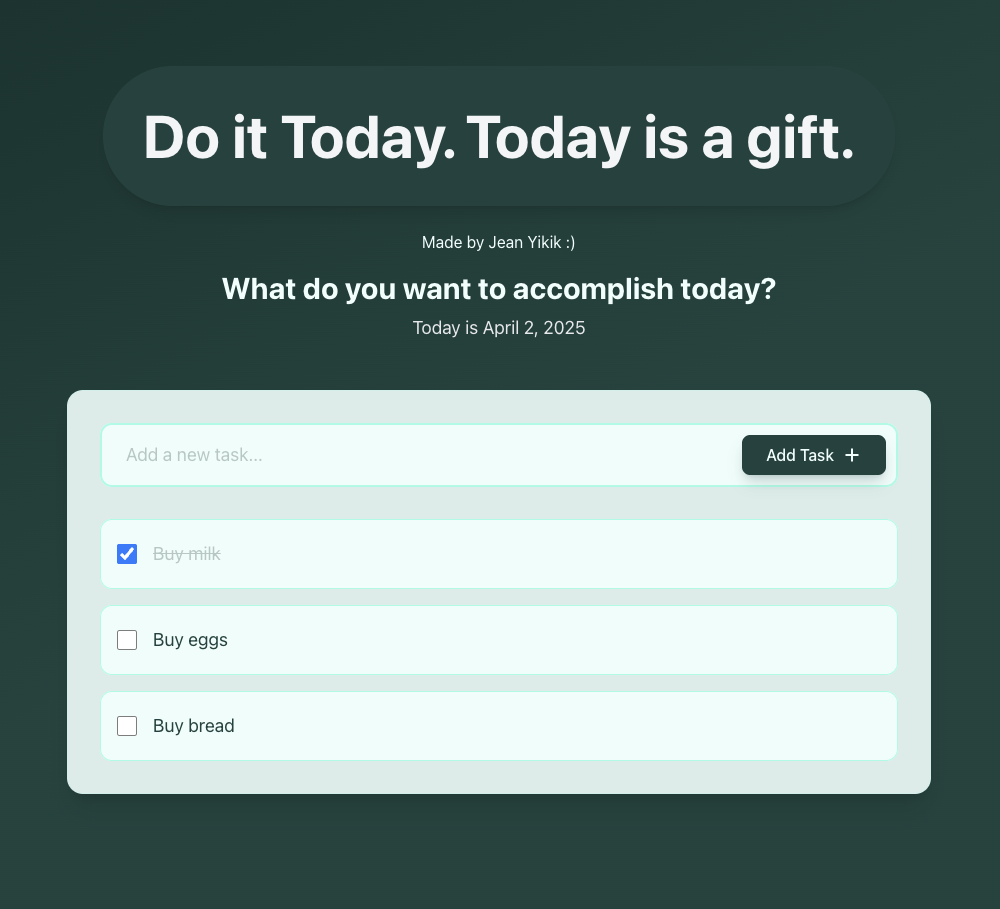 Do it Today. Today is a gift.
Made by Jean Yikik :)
What do you want to accomplish today?
Today is April 2, 2025
Add a new task...
Add Task
Buy milk
Buy eggs
Buy bread